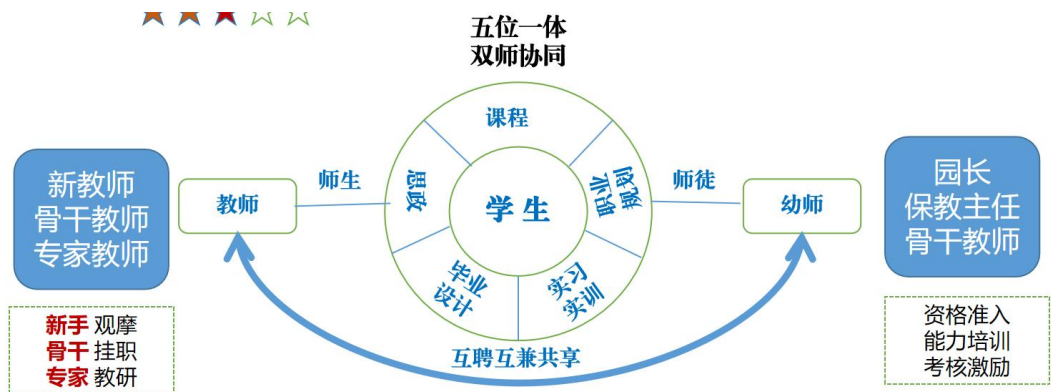 五位一体
双师协同
课程
思政
职业
规划
学生
毕业
设计
实习
实训
师生
师徒
教师
幼师
新教师
骨干教师
专家教师
园长
保教主任
骨干教师
新手 观摩
骨干 挂职
专家 教研
互聘互兼共享
资格准入
能力培训
考核激励